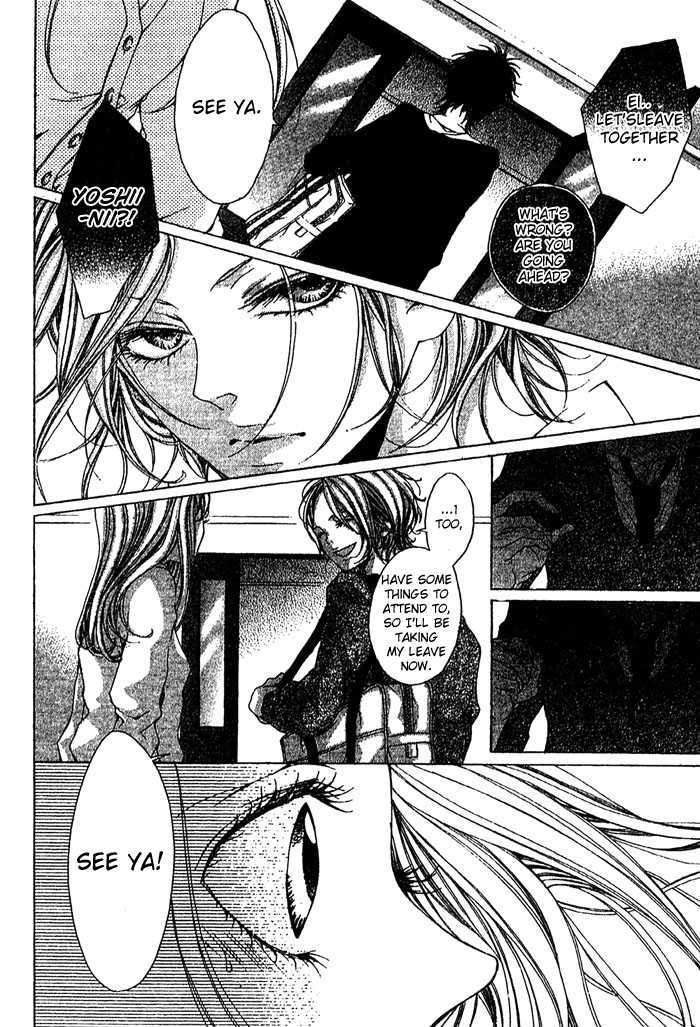 EI..
LET'SLEAVE
TOGETHER
...
WHAT'S
WRONG?
ARE YOU
GOING
AHEAD?
SEE YA.
YOSHII
-NII?!
...I
TOO,
HAVE SOME
THINGS TO
ATTEND TO,
SO I'LL BE
TAKING
MY LEAVE
NOW.
SEE YA!